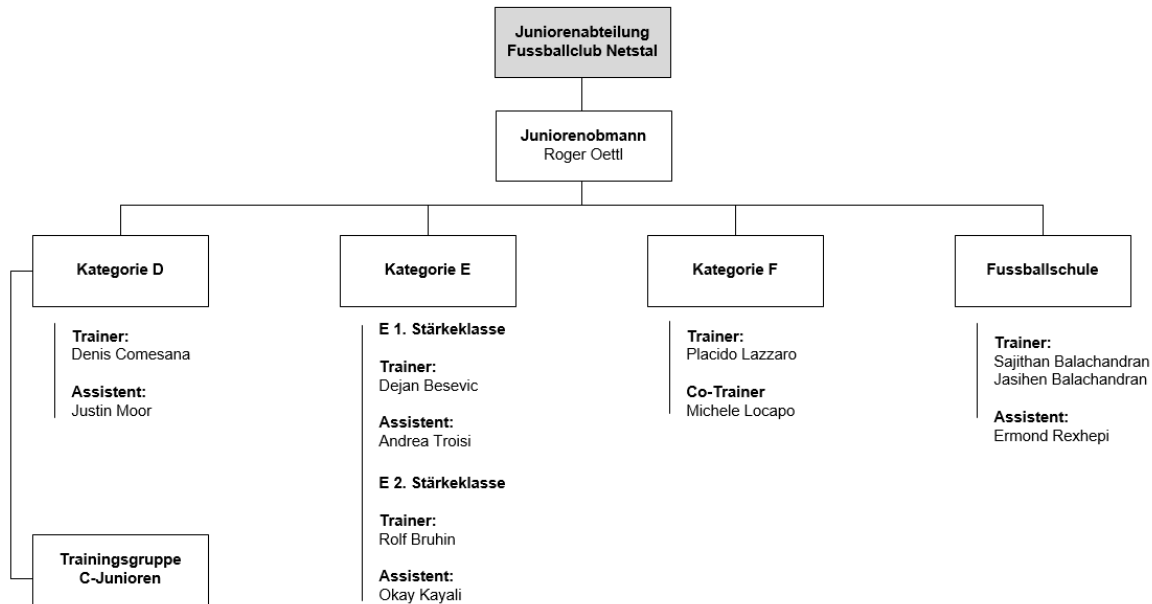 Juniorenabteilung
Fussballclub Netstal
Juniorenobmann
Roger Oettl
Kategorie D
Trainer:
Denis Comesana
Assistent:
Justin Moor
Trainingsgruppe
C-Junioren
Kategorie E
E 1. Stärkeklasse
Trainer:
Dejan Besevic
Assistent:
Andrea Troisi
E 2. Stärkeklasse
Trainer:
Rolf Bruhin
Assistent:
Okay Kayali
Kategorie F
Trainer:
Placido Lazzaro
Co-Trainer
Michele Locapo
Fussballschule
Trainer:
Sajithan Balachandran
Jasihen Balachandran
Assistent:
Ermond Rexhepi